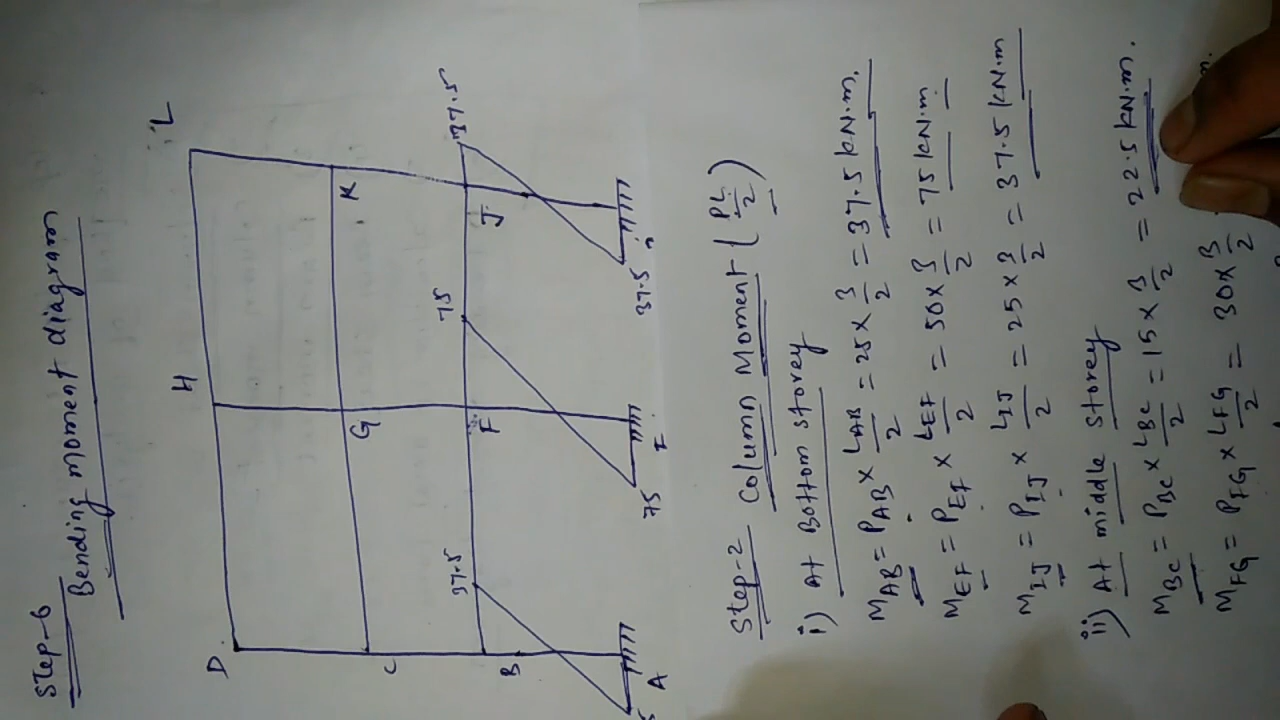 Step-6
Bending moment diagram
D H L
C G K
37.5 75 37.5
B F J
75 37.5
A E
Step-2 Column Moment (PL/2)
i) At Bottom storey
MAB = PAB × LAB/2 = 25 × 3/2 = 37.5 kN.m.
MEF = PEF × LEF/2 = 50 × 3/2 = 75 kN.m
MIJ = PIJ × LIJ/2 = 25 × 3/2 = 37.5 kN.m
ii) At middle storey
MBC = PBC × LBC/2 = 15 × 3/2 = 22.5 kN.m.
MFG = PFG × LFG/2 = 30 × 3/2